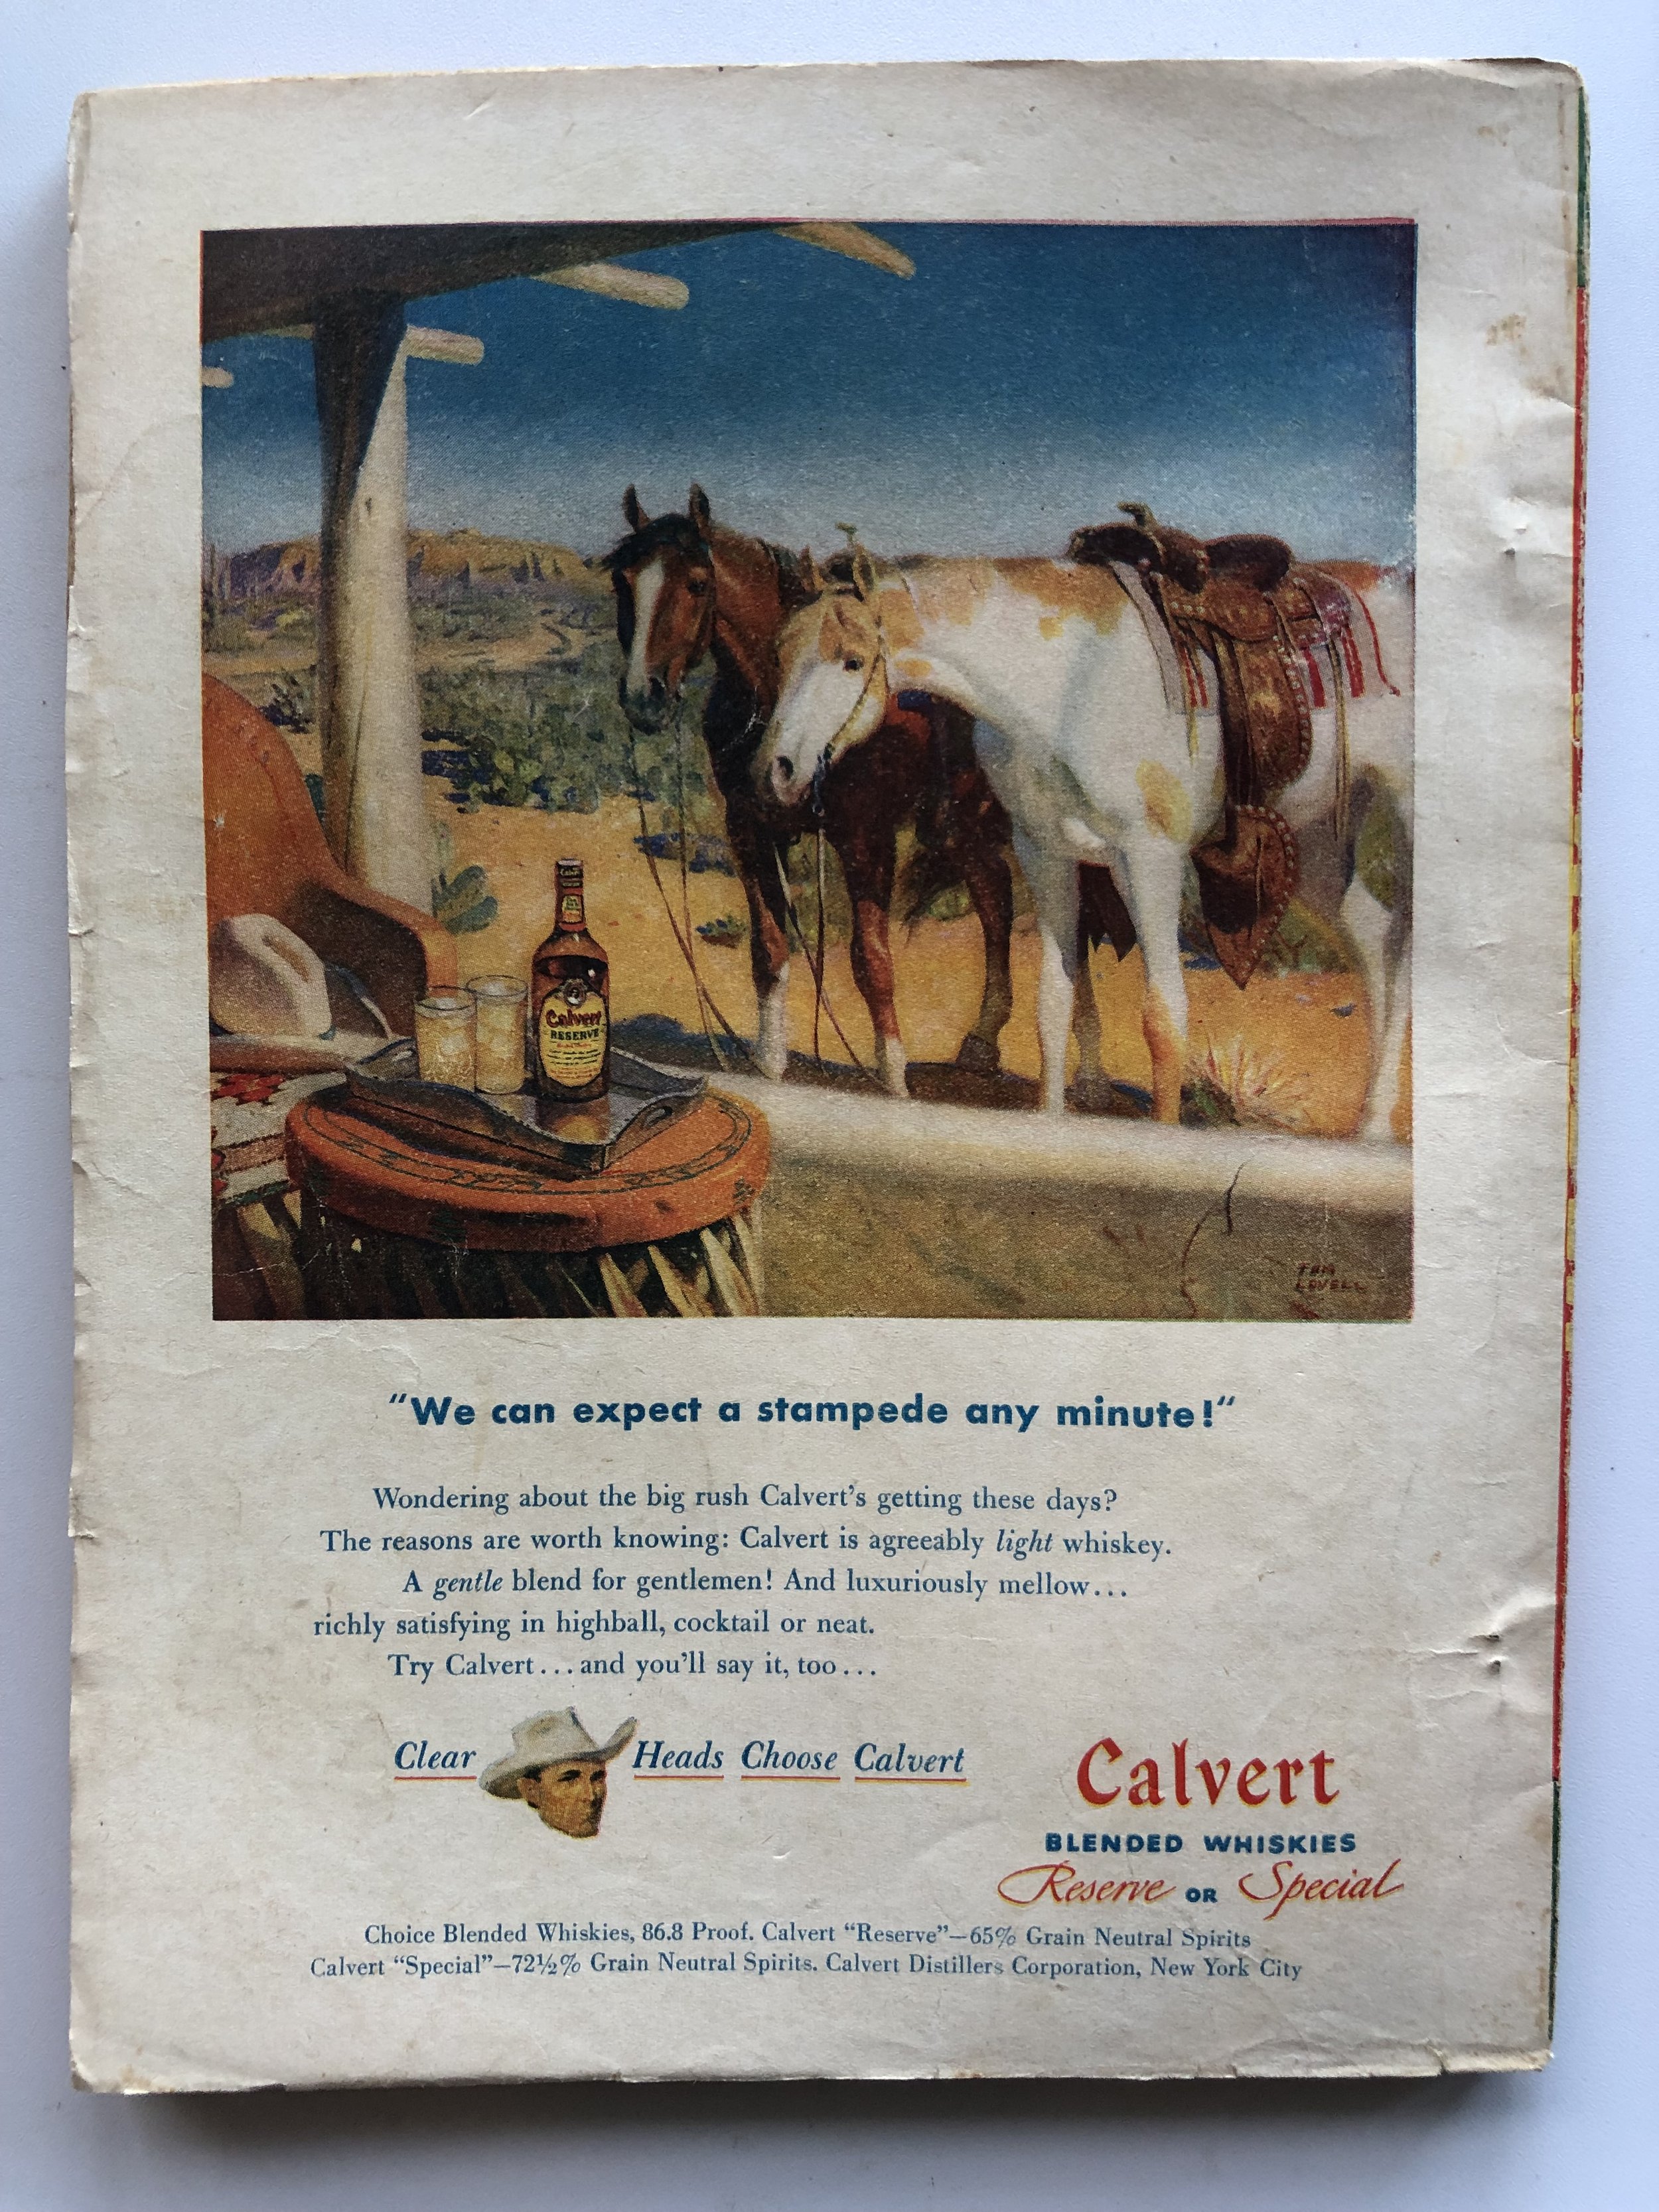 Calvert
RESERVE
TOM
LOVELL
"We can expect a stampede any minute!"
Wondering about the big rush Calvert's getting these days?
The reasons are worth knowing: Calvert is agreeably light whiskey.
A gentle blend for gentlemen! And luxuriously mellow...
richly satisfying in highball, cocktail or neat.
Try Calvert...and you'll say it, too...
Clear Heads Choose Calvert
Calvert
BLENDED WHISKIES
Reserve OR Special
Choice Blended Whiskies, 86.8 Proof. Calvert "Reserve"—65% Grain Neutral Spirits
Calvert "Special"—72½% Grain Neutral Spirits. Calvert Distillers Corporation, New York City